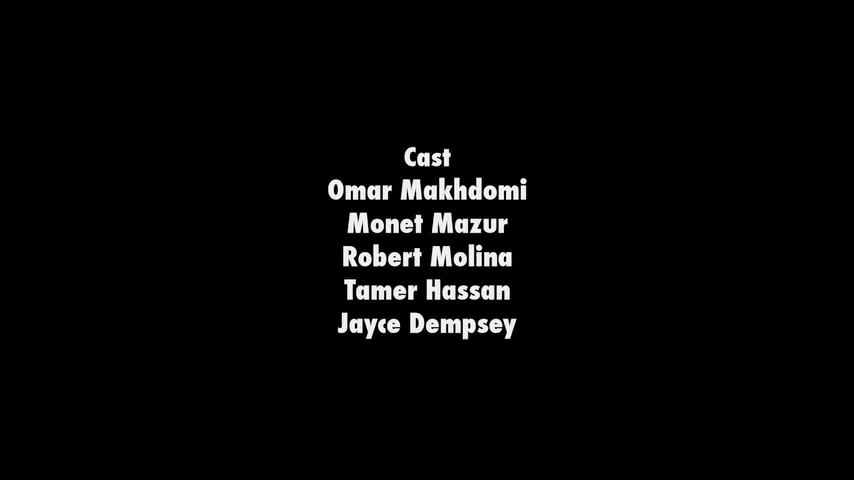 Cast
Omar Makhdomi
Monet Mazur
Robert Molina
Tamer Hassan
Jayce Dempsey